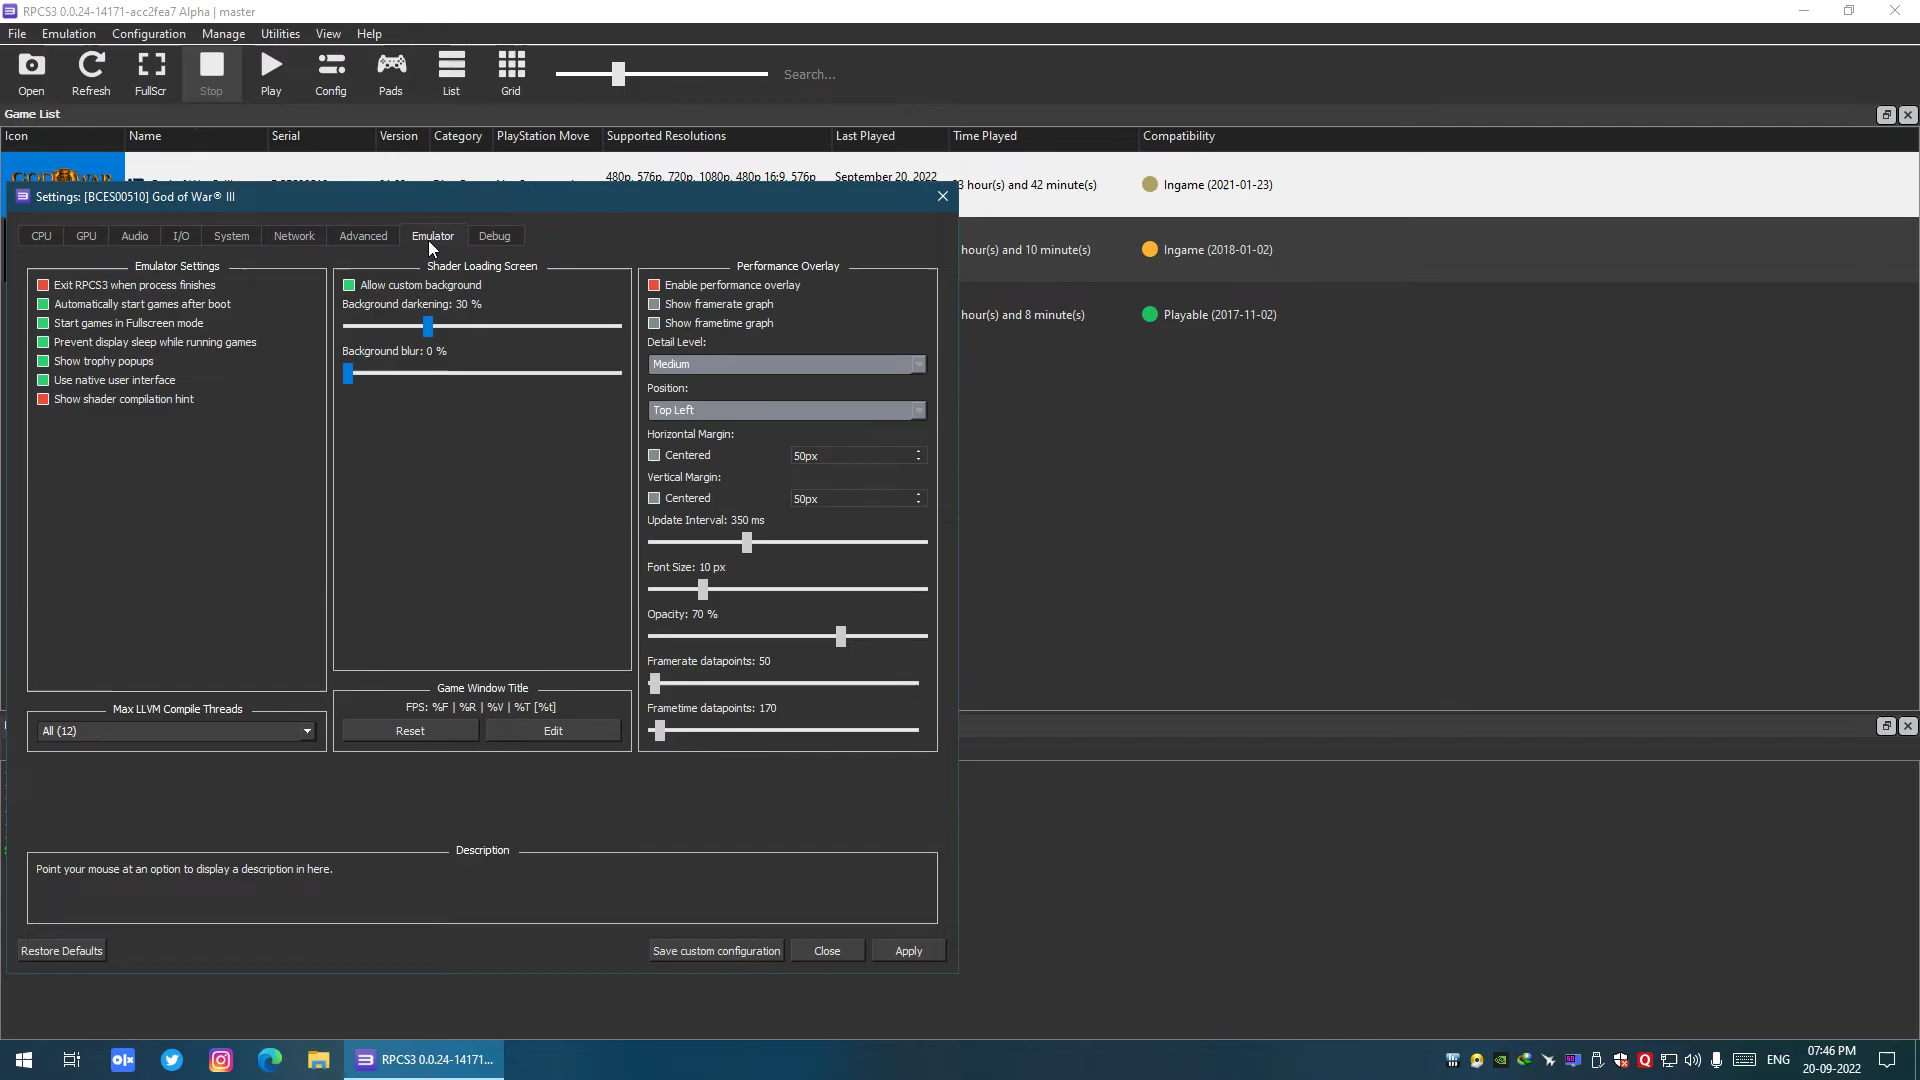 RPCS3 0.0.24-14171-acc2fea7 Alpha | master
File Emulation Configuration Manage Utilities View Help
Open Refresh FullScr Stop Play Config Pads List Grid Search...
Game List
Icon Name Serial Version Category PlayStation Move Supported Resolutions Last Played Time Played Compatibility
480p, 576p, 720p, 1080p, 480p 16:9, 576p September 20, 2022
hour(s) and 42 minute(s) Ingame (2021-01-23)
hour(s) and 10 minute(s) Ingame (2018-01-02)
hour(s) and 8 minute(s) Playable (2017-11-02)
Settings: [BCES00510] God of War® III
CPU GPU Audio I/O System Network Advanced Emulator Debug
Emulator Settings
Exit RPCS3 when process finishes
Automatically start games after boot
Start games in Fullscreen mode
Prevent display sleep while running games
Show trophy popups
Use native user interface
Show shader compilation hint
Max LLVM Compile Threads
All (12)
Shader Loading Screen
Allow custom background
Background darkening: 30 %
Background blur: 0 %
Game Window Title
FPS: %F | %R | %V | %T [%t]
Reset Edit
Performance Overlay
Enable performance overlay
Show framerate graph
Show frametime graph
Detail Level:
Medium
Position:
Top Left
Horizontal Margin:
Centered 50px
Vertical Margin:
Centered 50px
Update Interval: 350 ms
Font Size: 10 px
Opacity: 70 %
Framerate datapoints: 50
Frametime datapoints: 170
Description
Point your mouse at an option to display a description in here.
Restore Defaults Save custom configuration Close Apply
RPCS3 0.0.24-14171...
ENG
07:46 PM
20-09-2022